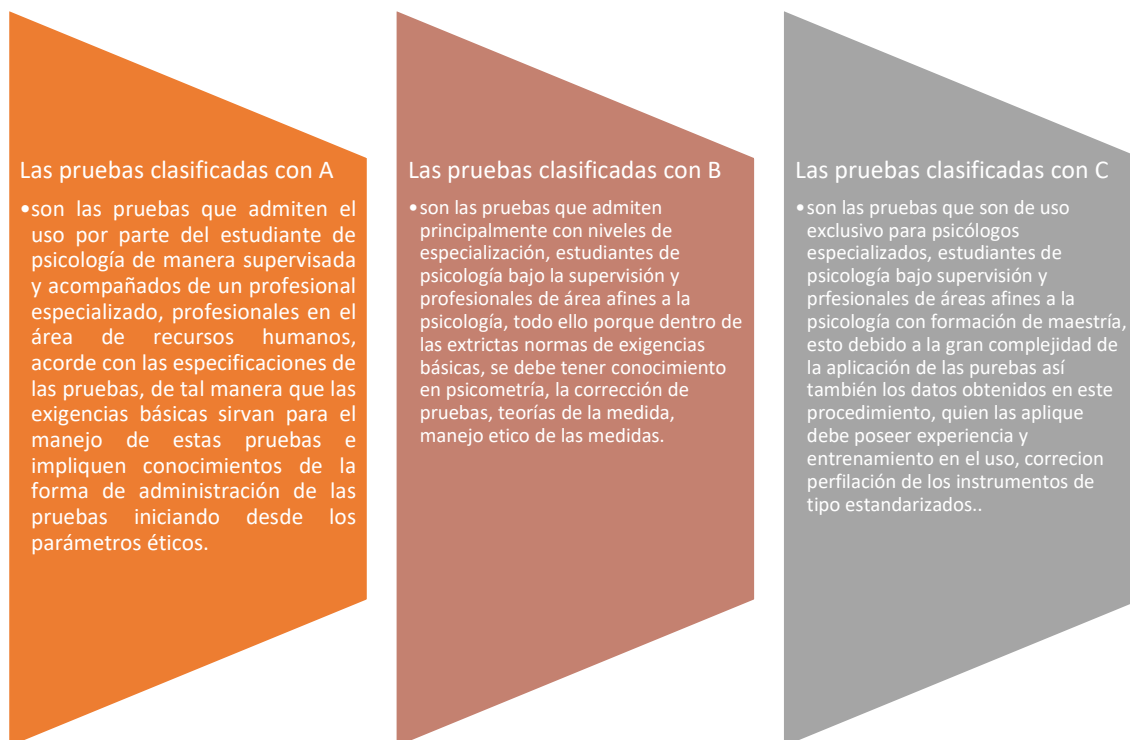 Las pruebas clasificadas con A
•son las pruebas que admiten el
uso por parte del estudiante de
psicología de manera supervisada
y acompañados de un profesional
especializado, profesionales en el
área de recursos humanos,
acorde con las especificaciones de
las pruebas, de tal manera que las
exigencias básicas sirvan para el
manejo de estas pruebas e
impliquen conocimientos de la
forma de administración de las
pruebas iniciando desde los
parámetros éticos.
Las pruebas clasificadas con B
•son las pruebas que admiten
principalmente con niveles de
especialización, estudiantes de
psicología bajo la supervisión y
profesionales de área afines a la
psicología, todo ello porque dentro de
las extrictas normas de exigencias
básicas, se debe tener conocimiento
en psicometría, la corrección de
pruebas, teorías de la medida,
manejo etico de las medidas.
Las pruebas clasificadas con C
•son las pruebas que son de uso
exclusivo para psicólogos
especializados, estudiantes de
psicología bajo supervisión y
prfesionales de áreas afines a la
psicología con formación de maestría,
esto debido a la gran complejidad de
la aplicación de las purebas así
también los datos obtenidos en este
procedimiento, quien las aplique
debe poseer experiencia y
entrenamiento en el uso, correcion
perfilación de los instrumentos de
tipo estandarizados..